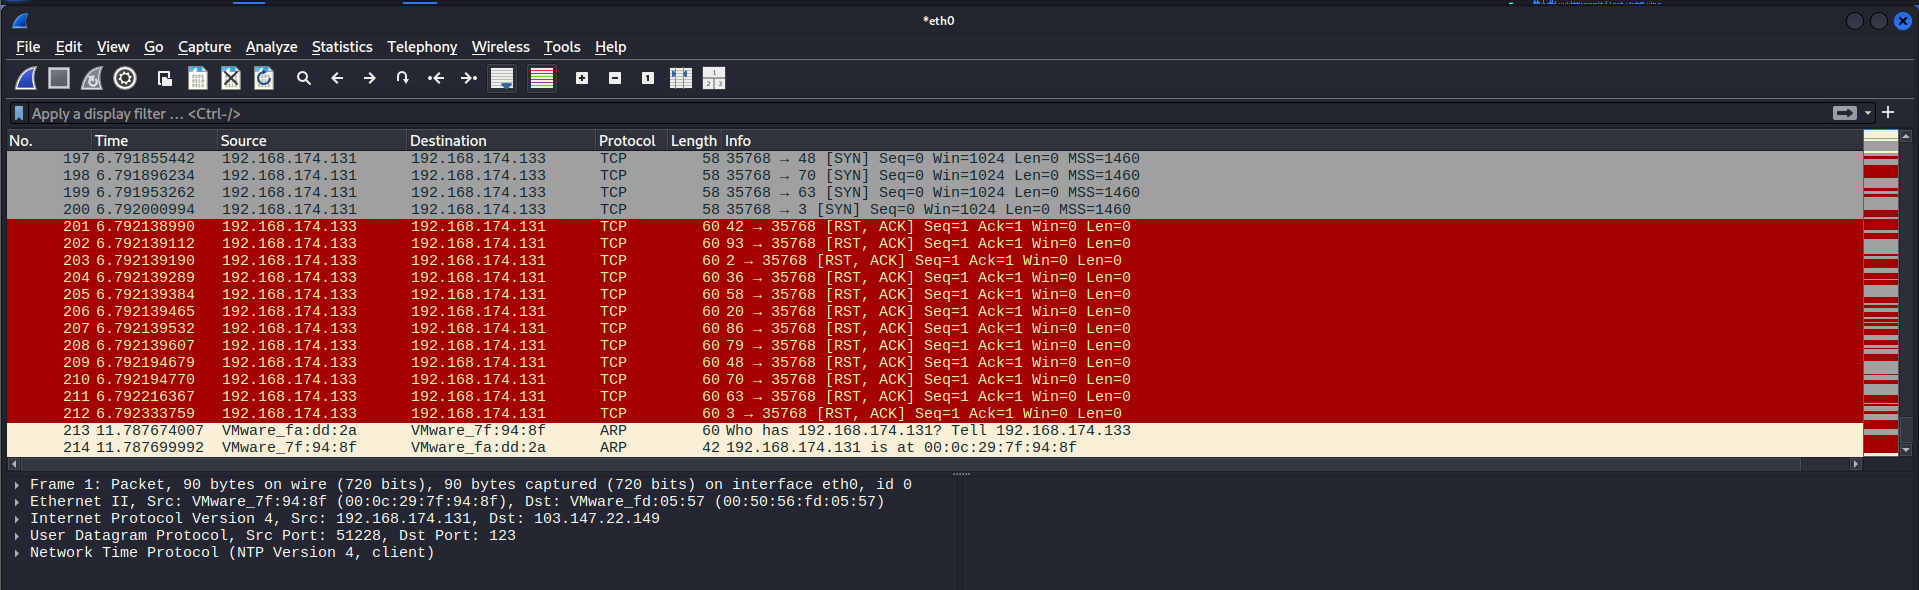 *eth0
File Edit View Go Capture Analyze Statistics Telephony Wireless Tools Help
Apply a display filter … <Ctrl-/>
No. Time Source Destination Protocol Length Info
197 6.791855442 192.168.174.131 192.168.174.133 TCP 58 35768 → 48 [SYN] Seq=0 Win=1024 Len=0 MSS=1460
198 6.791896234 192.168.174.131 192.168.174.133 TCP 58 35768 → 70 [SYN] Seq=0 Win=1024 Len=0 MSS=1460
199 6.791953262 192.168.174.131 192.168.174.133 TCP 58 35768 → 63 [SYN] Seq=0 Win=1024 Len=0 MSS=1460
200 6.792000994 192.168.174.131 192.168.174.133 TCP 58 35768 → 3 [SYN] Seq=0 Win=1024 Len=0 MSS=1460
201 6.792138990 192.168.174.133 192.168.174.131 TCP 60 42 → 35768 [RST, ACK] Seq=1 Ack=1 Win=0 Len=0
202 6.792139112 192.168.174.133 192.168.174.131 TCP 60 93 → 35768 [RST, ACK] Seq=1 Ack=1 Win=0 Len=0
203 6.792139190 192.168.174.133 192.168.174.131 TCP 60 2 → 35768 [RST, ACK] Seq=1 Ack=1 Win=0 Len=0
204 6.792139289 192.168.174.133 192.168.174.131 TCP 60 36 → 35768 [RST, ACK] Seq=1 Ack=1 Win=0 Len=0
205 6.792139384 192.168.174.133 192.168.174.131 TCP 60 58 → 35768 [RST, ACK] Seq=1 Ack=1 Win=0 Len=0
206 6.792139465 192.168.174.133 192.168.174.131 TCP 60 20 → 35768 [RST, ACK] Seq=1 Ack=1 Win=0 Len=0
207 6.792139532 192.168.174.133 192.168.174.131 TCP 60 86 → 35768 [RST, ACK] Seq=1 Ack=1 Win=0 Len=0
208 6.792139607 192.168.174.133 192.168.174.131 TCP 60 79 → 35768 [RST, ACK] Seq=1 Ack=1 Win=0 Len=0
209 6.792194679 192.168.174.133 192.168.174.131 TCP 60 48 → 35768 [RST, ACK] Seq=1 Ack=1 Win=0 Len=0
210 6.792194770 192.168.174.133 192.168.174.131 TCP 60 70 → 35768 [RST, ACK] Seq=1 Ack=1 Win=0 Len=0
211 6.792216367 192.168.174.133 192.168.174.131 TCP 60 63 → 35768 [RST, ACK] Seq=1 Ack=1 Win=0 Len=0
212 6.792333759 192.168.174.133 192.168.174.131 TCP 60 3 → 35768 [RST, ACK] Seq=1 Ack=1 Win=0 Len=0
213 11.787674007 VMware_fa:dd:2a VMware_7f:94:8f ARP 60 Who has 192.168.174.131? Tell 192.168.174.133
214 11.787699992 VMware_7f:94:8f VMware_fa:dd:2a ARP 42 192.168.174.131 is at 00:0c:29:7f:94:8f
Frame 1: Packet, 90 bytes on wire (720 bits), 90 bytes captured (720 bits) on interface eth0, id 0
Ethernet II, Src: VMware_7f:94:8f (00:0c:29:7f:94:8f), Dst: VMware_fd:05:57 (00:50:56:fd:05:57)
Internet Protocol Version 4, Src: 192.168.174.131, Dst: 103.147.22.149
User Datagram Protocol, Src Port: 51228, Dst Port: 123
Network Time Protocol (NTP Version 4, client)